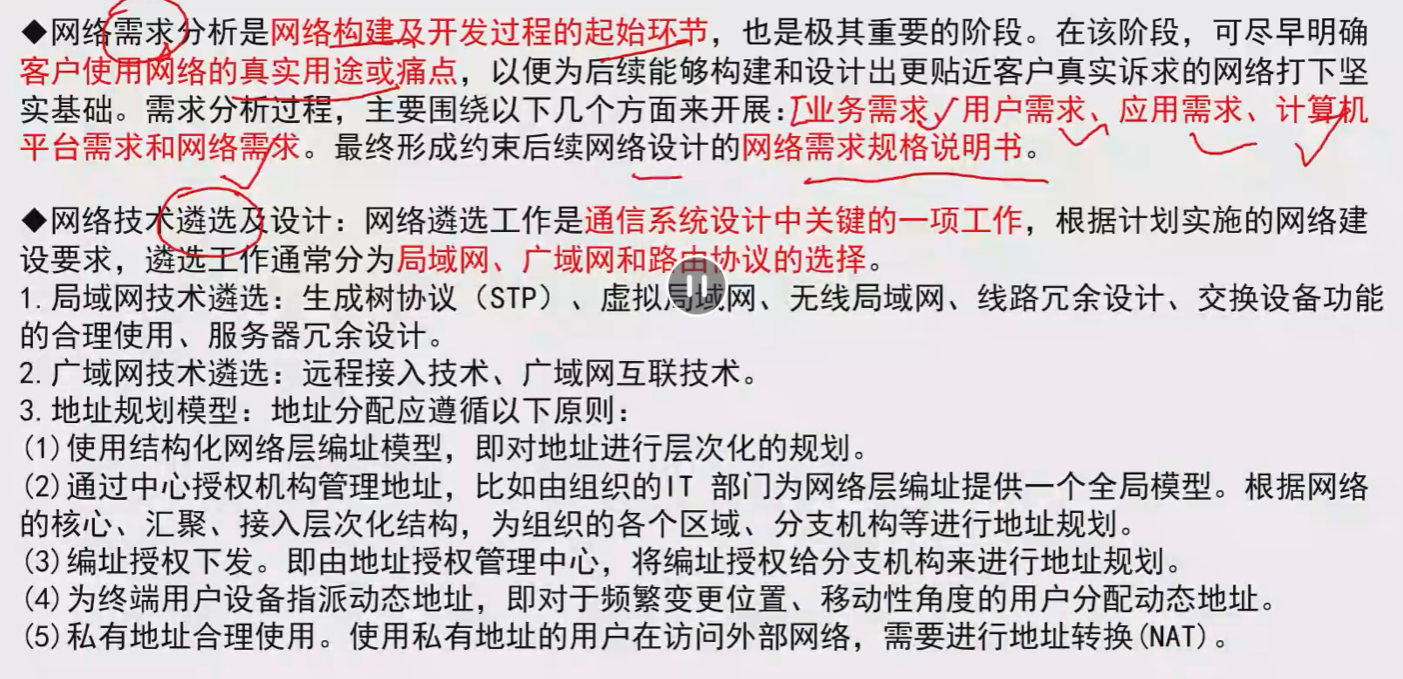 ◆网络需求分析是网络构建及开发过程的起始环节，也是极其重要的阶段。在该阶段，可尽早明确
客户使用网络的真实用途或痛点，以便为后续能够构建和设计出更贴近客户真实诉求的网络打下坚
实基础。需求分析过程，主要围绕以下几个方面来开展：业务需求、用户需求、应用需求、计算机
平台需求和网络需求。最终形成约束后续网络设计的网络需求规格说明书。
◆网络技术遴选及设计：网络遴选工作是通信系统设计中关键的一项工作，根据计划实施的网络建
设要求，遴选工作通常分为局域网、广域网和路由协议的选择。
1.局域网技术遴选：生成树协议（STP）、虚拟局域网、无线局域网、线路冗余设计、交换设备功能
的合理使用、服务器冗余设计。
2.广域网技术遴选：远程接入技术、广域网互联技术。
3.地址规划模型：地址分配应遵循以下原则：
(1)使用结构化网络层编址模型，即对地址进行层次化的规划。
(2)通过中心授权机构管理地址，比如由组织的IT 部门为网络层编址提供一个全局模型。根据网络
的核心、汇聚、接入层次化结构，为组织的各个区域、分支机构等进行地址规划。
(3)编址授权下发。即由地址授权管理中心，将编址授权给分支机构来进行地址规划。
(4)为终端用户设备指派动态地址，即对于频繁变更位置、移动性角度的用户分配动态地址。
(5)私有地址合理使用。使用私有地址的用户在访问外部网络，需要进行地址转换(NAT)。